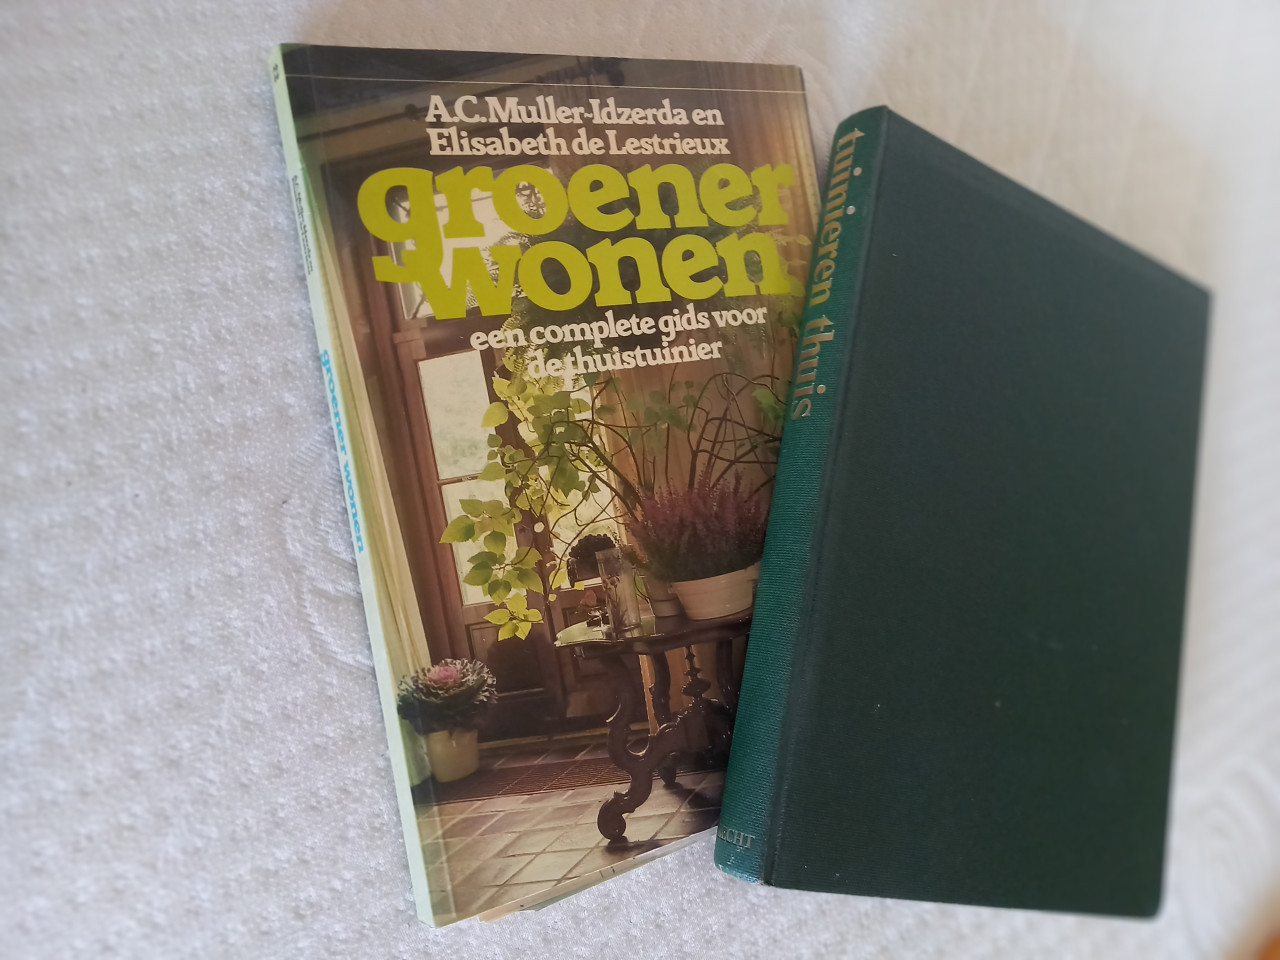 A.C. Muller-Idzerda en
Elisabeth de Lestrieux
groener
wonen
een complete gids voor
de thuistuinier
groener wonen
tuinieren thuis